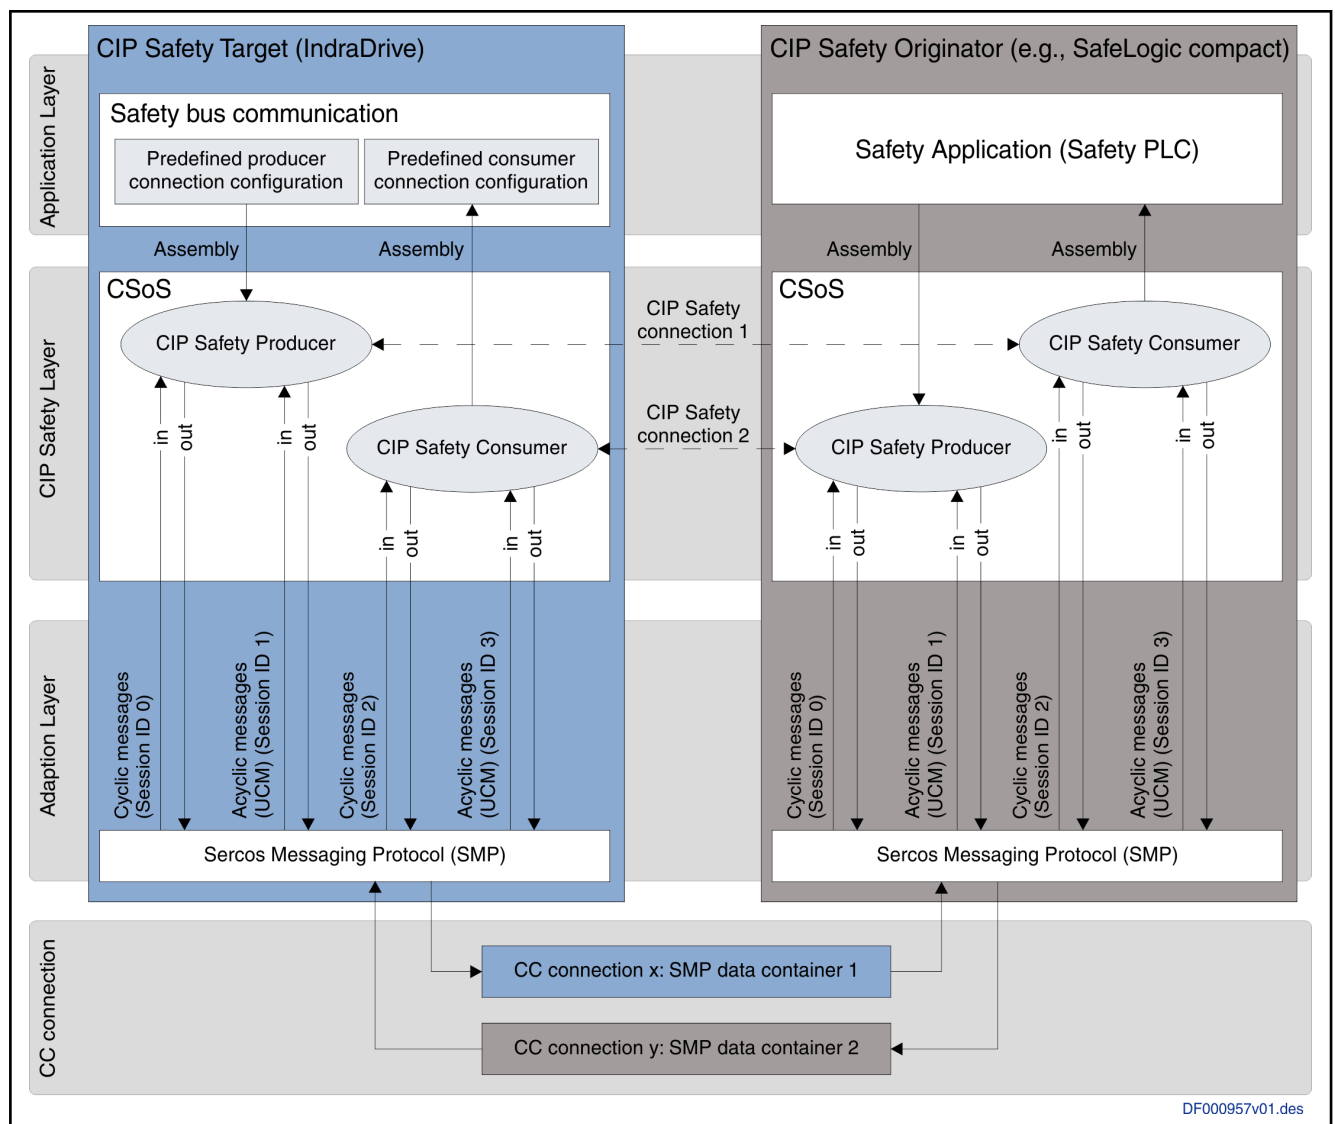 CIP Safety Target (IndraDrive)
CIP Safety Originator (e.g., SafeLogic compact)
Application Layer
Safety bus communication
Predefined producer
connection configuration
Predefined consumer
connection configuration
Safety Application (Safety PLC)
Assembly
Assembly
Assembly
Assembly
CIP Safety Layer
CSoS
CIP Safety Producer
CIP Safety Consumer
in
out
in
out
in
out
in
out
CIP Safety
connection 1
CIP Safety
connection 2
CSoS
CIP Safety Consumer
CIP Safety Producer
in
out
in
out
in
out
in
out
Adaption Layer
Cyclic messages
(Session ID 0)
Acyclic messages
(UCM) (Session ID 1)
Cyclic messages
(Session ID 2)
Acyclic messages
(UCM) (Session ID 3)
Cyclic messages
(Session ID 0)
Acyclic messages
(UCM) (Session ID 1)
Cyclic messages
(Session ID 2)
Acyclic messages
(UCM) (Session ID 3)
Sercos Messaging Protocol (SMP)
Sercos Messaging Protocol (SMP)
CC connection
CC connection x: SMP data container 1
CC connection y: SMP data container 2
DF000957v01.des